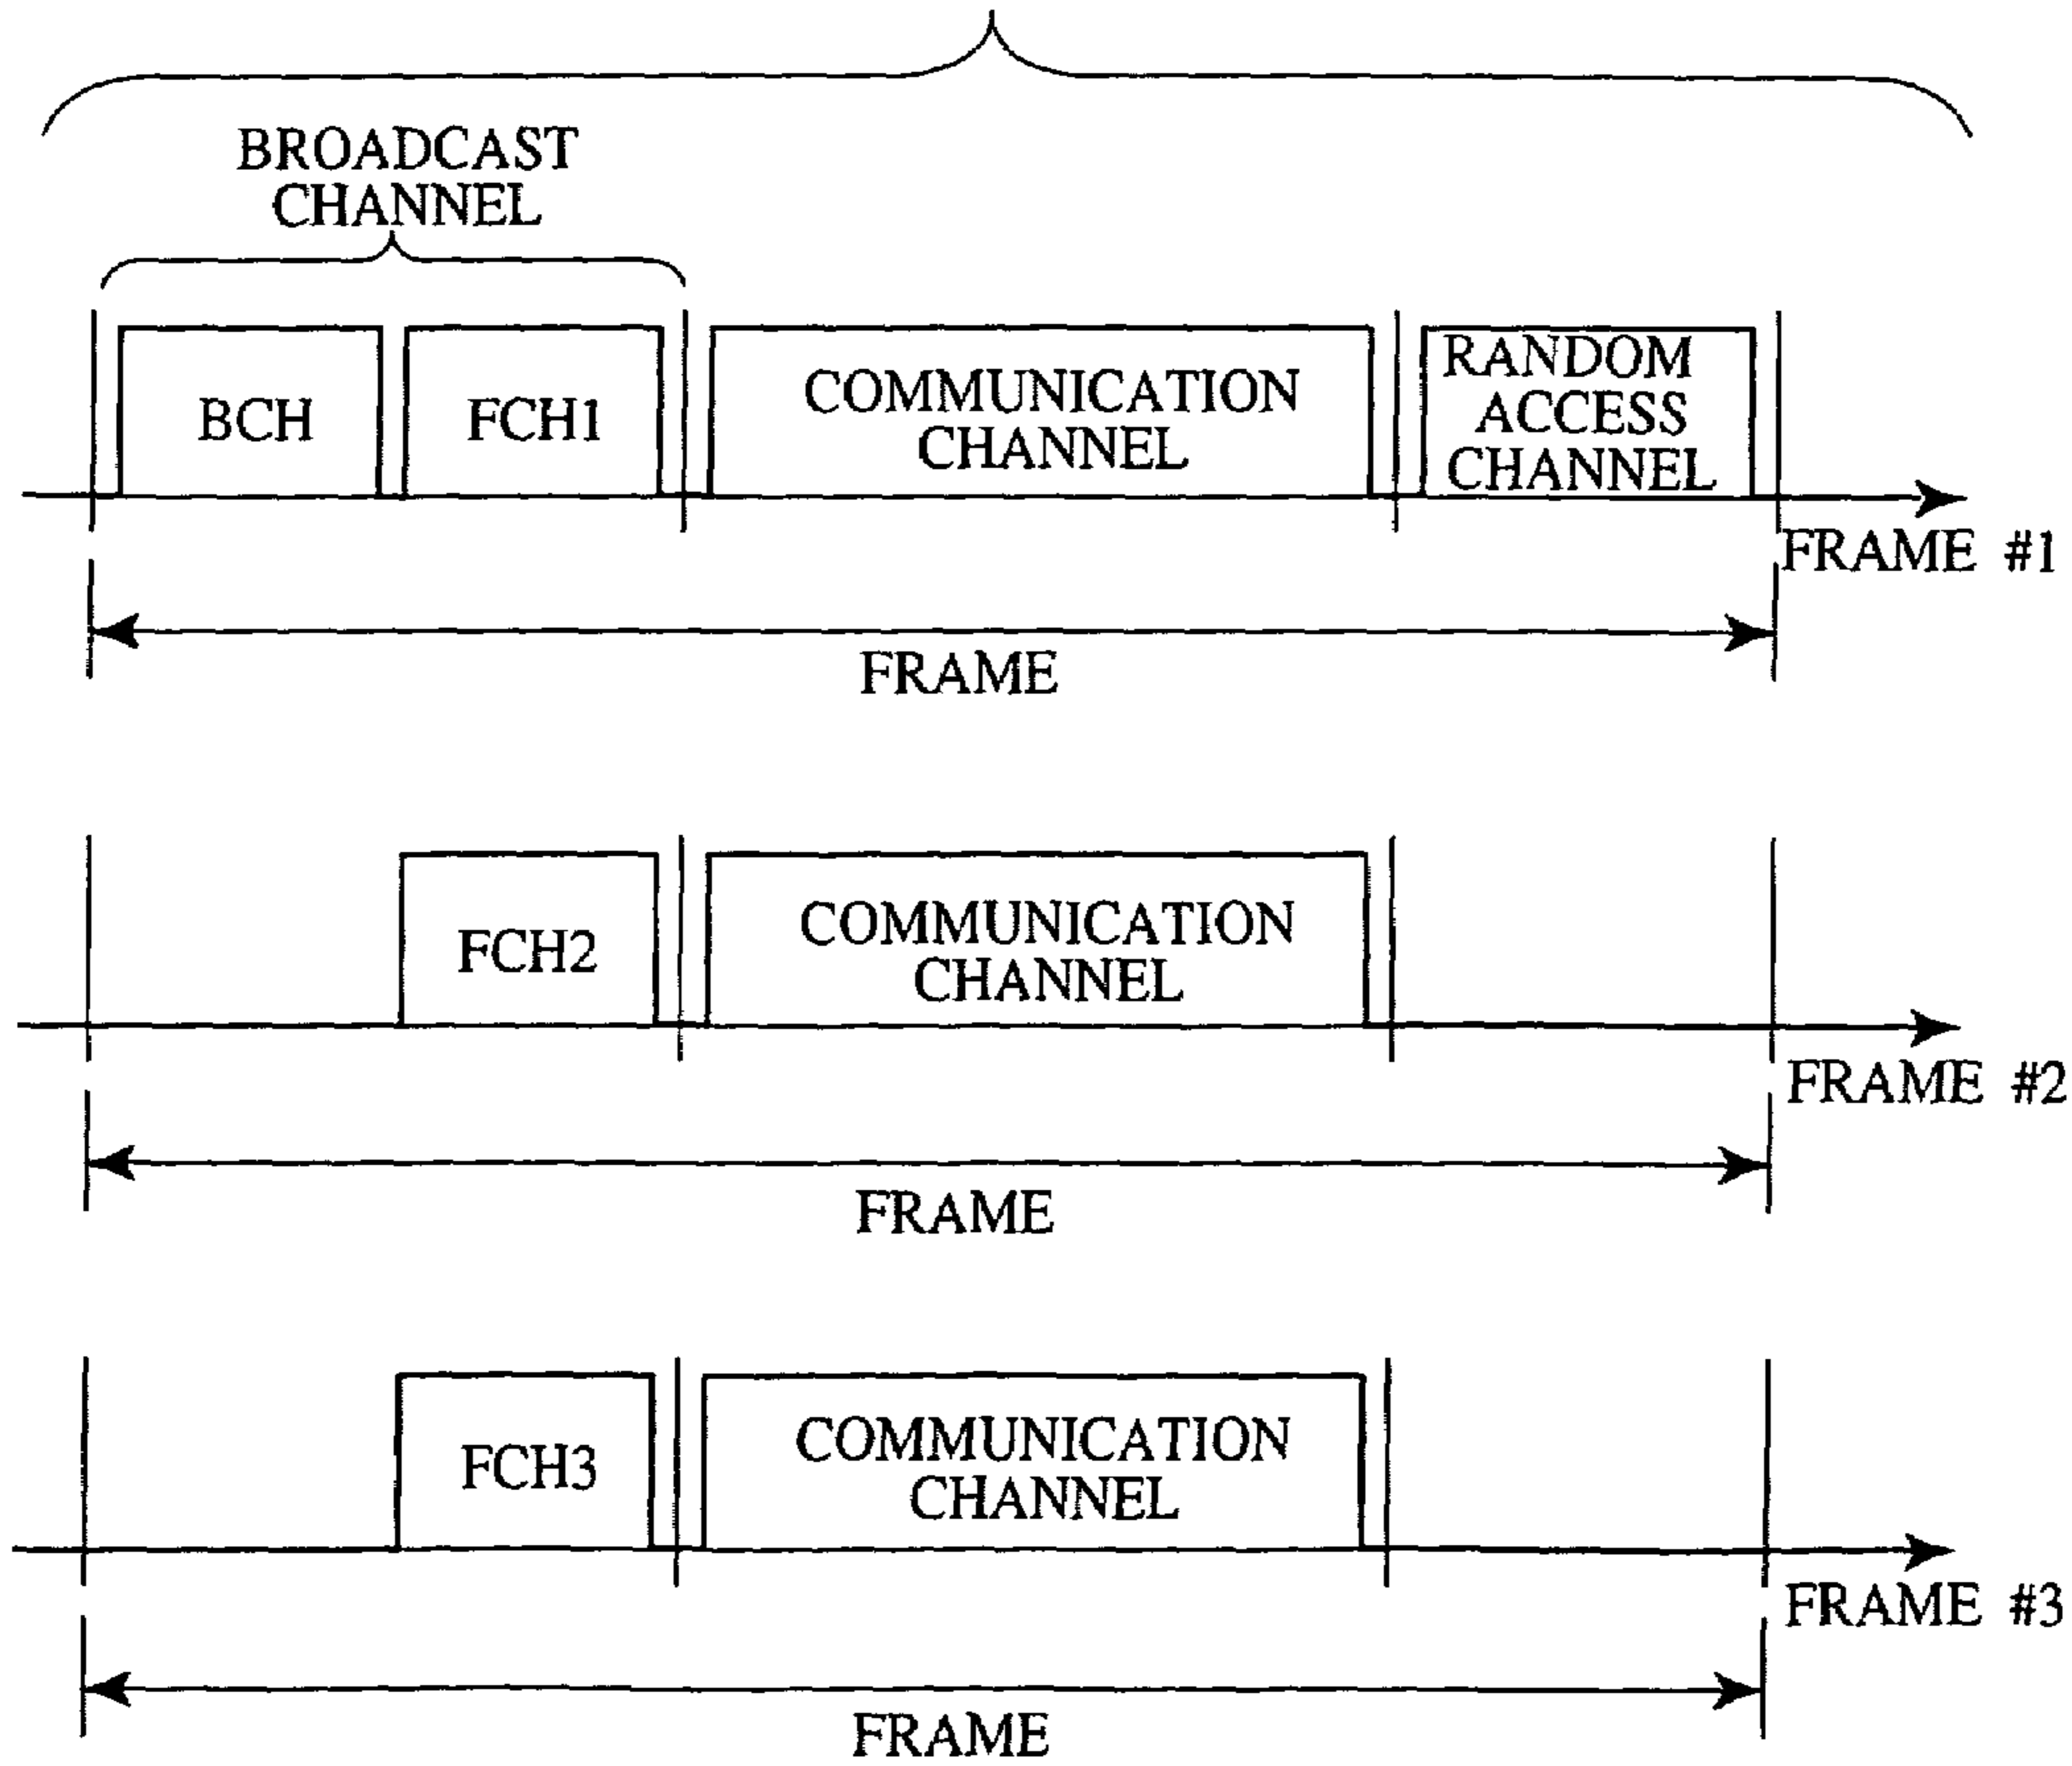 BROADCAST
CHANNEL
BCH
FCH1
COMMUNICATION
CHANNEL
RANDOM
ACCESS
CHANNEL
FRAME #1
FRAME
FCH2
COMMUNICATION
CHANNEL
FRAME #2
FRAME
FCH3
COMMUNICATION
CHANNEL
FRAME #3
FRAME